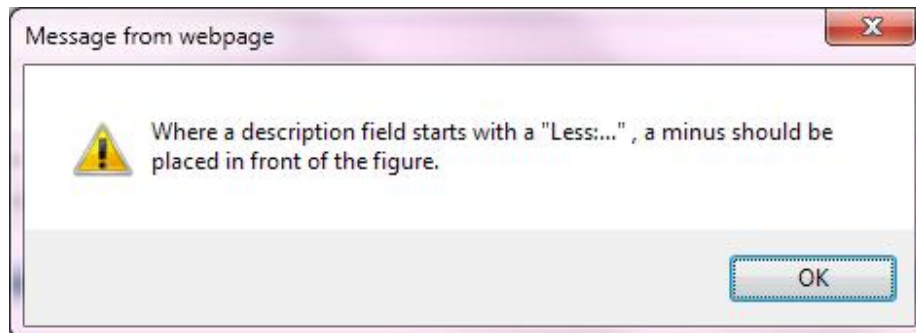 Message from webpage
Where a description field starts with a "Less:..." , a minus should be
placed in front of the figure.
OK